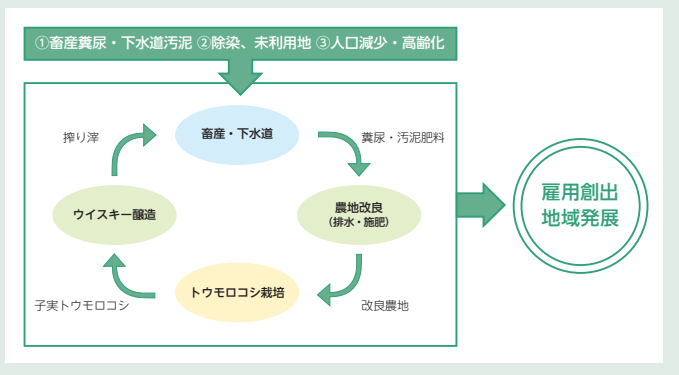 ①畜産糞尿・下水道汚泥 ②除染、未利用地 ③人口減少・高齢化
畜産・下水道
搾り滓
糞尿・汚泥肥料
ウイスキー醸造
農地改良
(排水・施肥)
雇用創出
地域発展
トウモロコシ栽培
子実トウモロコシ
改良農地